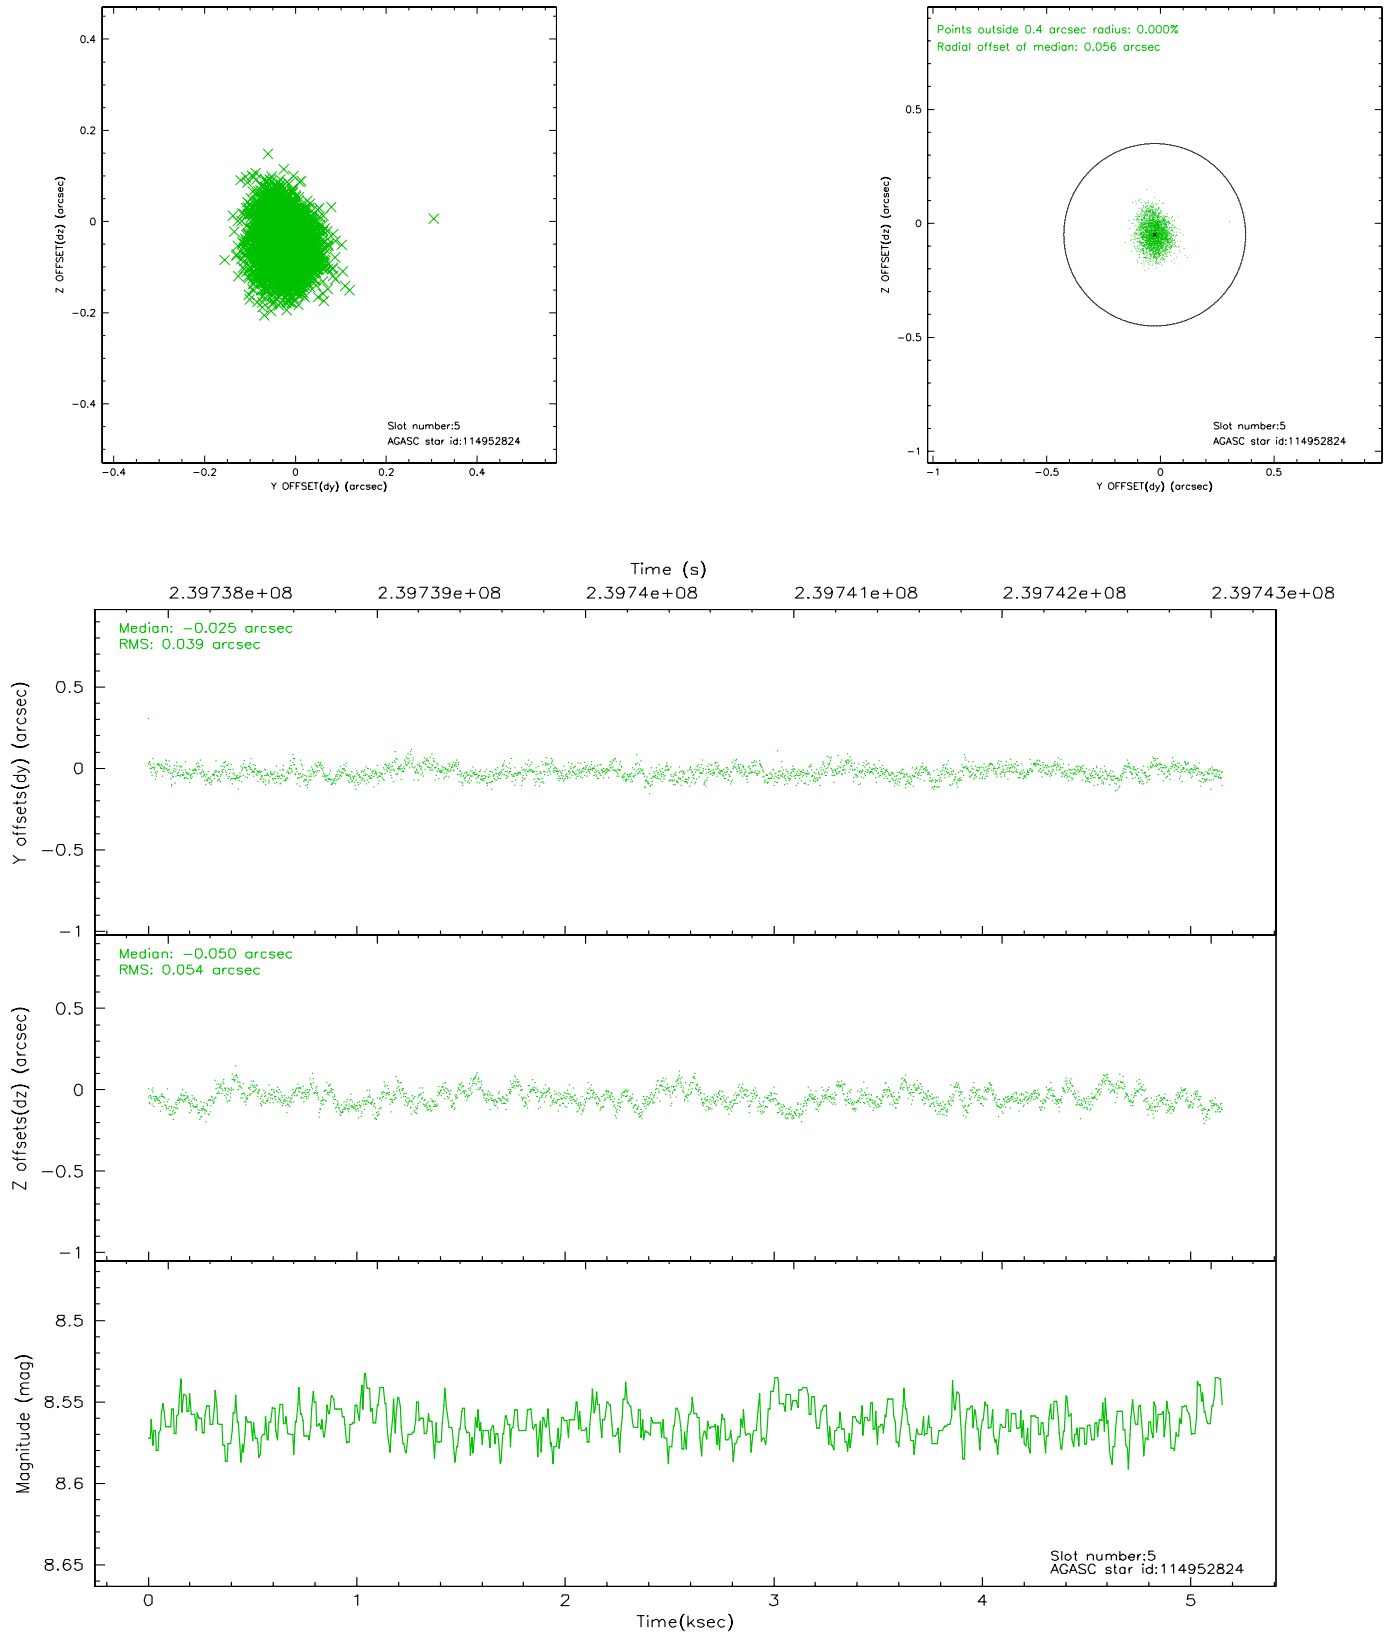 0.4
0.2
0
−0.2
−0.4
Z OFFSET(dz) (arcsec)
Slot number:5
AGASC star id:114952824
−0.4 −0.2 0 0.2 0.4
Y OFFSET(dy) (arcsec)
Points outside 0.4 arcsec radius: 0.000%
Radial offset of median: 0.056 arcsec
0.5
0
−0.5
−1
Z OFFSET(dz) (arcsec)
Slot number:5
AGASC star id:114952824
−1 −0.5 0 0.5
Y OFFSET(dy) (arcsec)
Time (s)
2.39738e+08 2.39739e+08 2.3974e+08 2.39741e+08 2.39742e+08 2.39743e+08
Median: −0.025 arcsec
RMS: 0.039 arcsec
0.5
0
−0.5
−1
Y offsets(dy) (arcsec)
Median: −0.050 arcsec
RMS: 0.054 arcsec
0.5
0
−0.5
−1
Z offsets(dz) (arcsec)
8.5
8.55
8.6
8.65
Magnitude (mag)
Slot number:5
AGASC star id:114952824
0 1 2 3 4 5
Time(ksec)